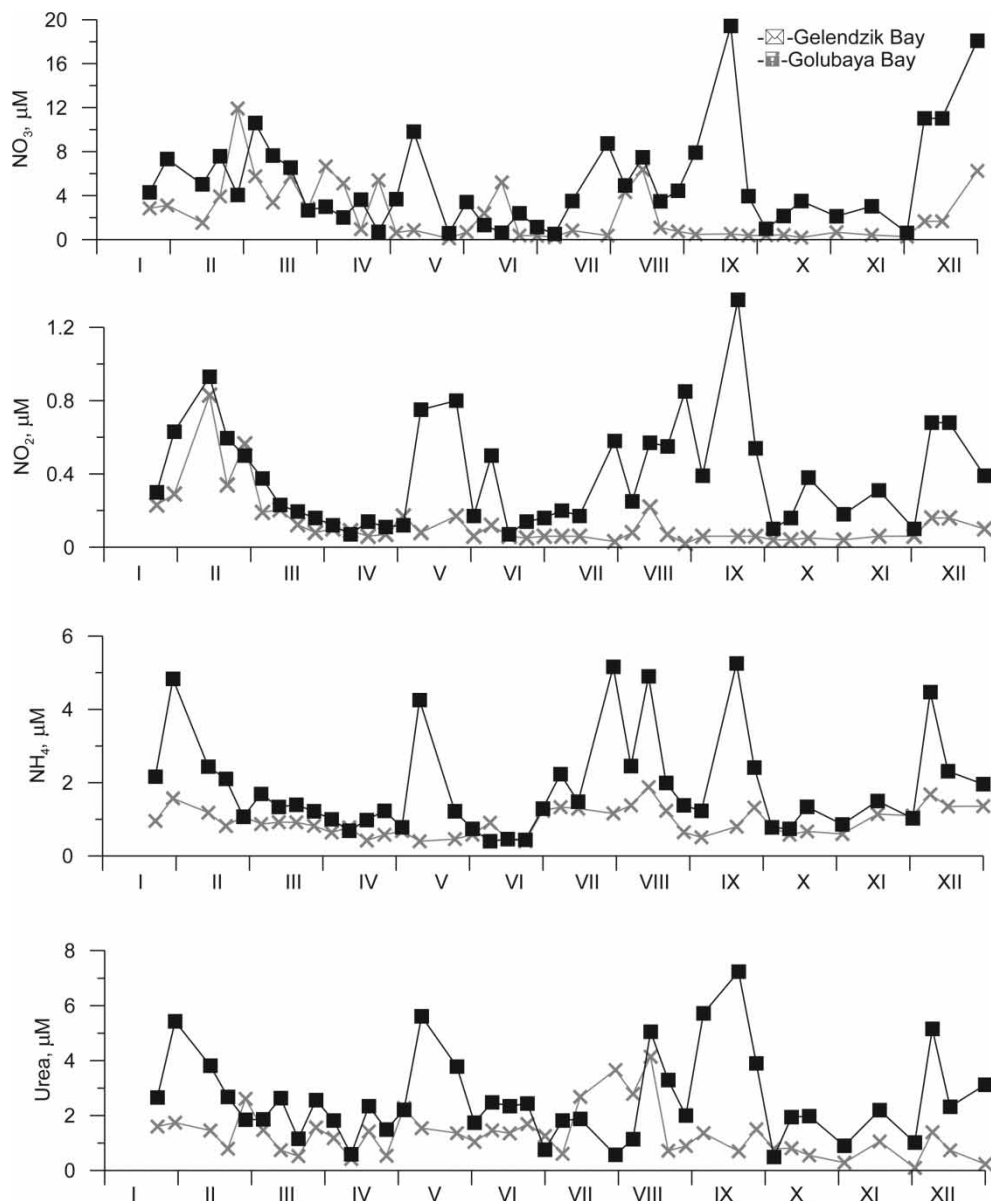 20
-Gelendzik Bay
-Golubaya Bay
16
12
8
4
0
NO3, μM
I II III IV V VI VII VIII IX X XI XII
1.2
0.8
0.4
0
NO2, μM
I II III IV V VI VII VIII IX X XI XII
6
4
2
0
NH4, μM
I II III IV V VI VII VIII IX X XI XII
8
6
4
2
0
Urea, μM
I II III IV V VI VII VIII IX X XI XII